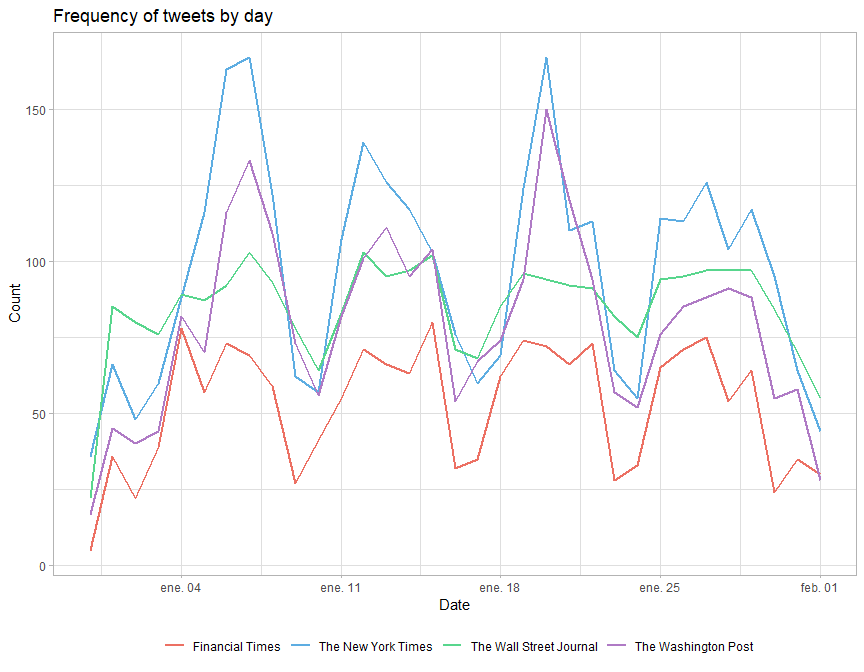 Frequency of tweets by day
150
100
50
0
Count
ene. 04 ene. 11 ene. 18 ene. 25 feb. 01
Date
Financial Times The New York Times The Wall Street Journal The Washington Post